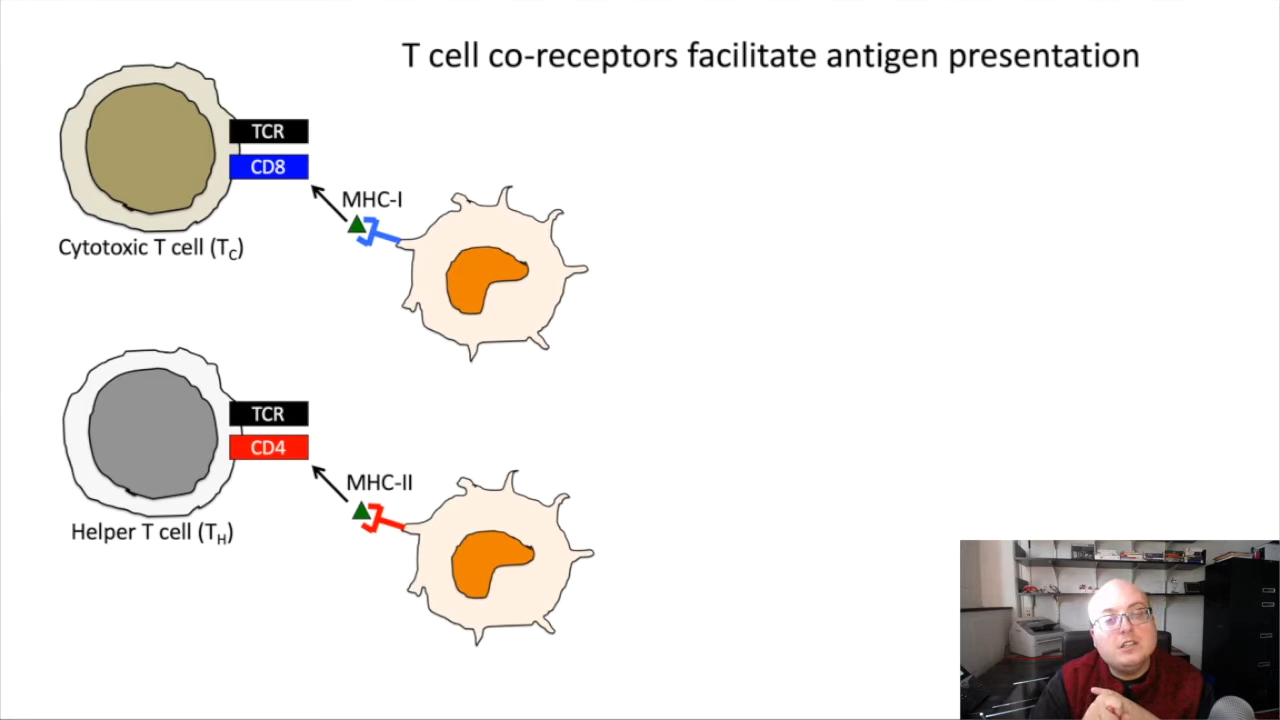 T cell co-receptors facilitate antigen presentation
TCR
CD8
MHC-I
Cytotoxic T cell (TC)
TCR
CD4
MHC-II
Helper T cell (TH)